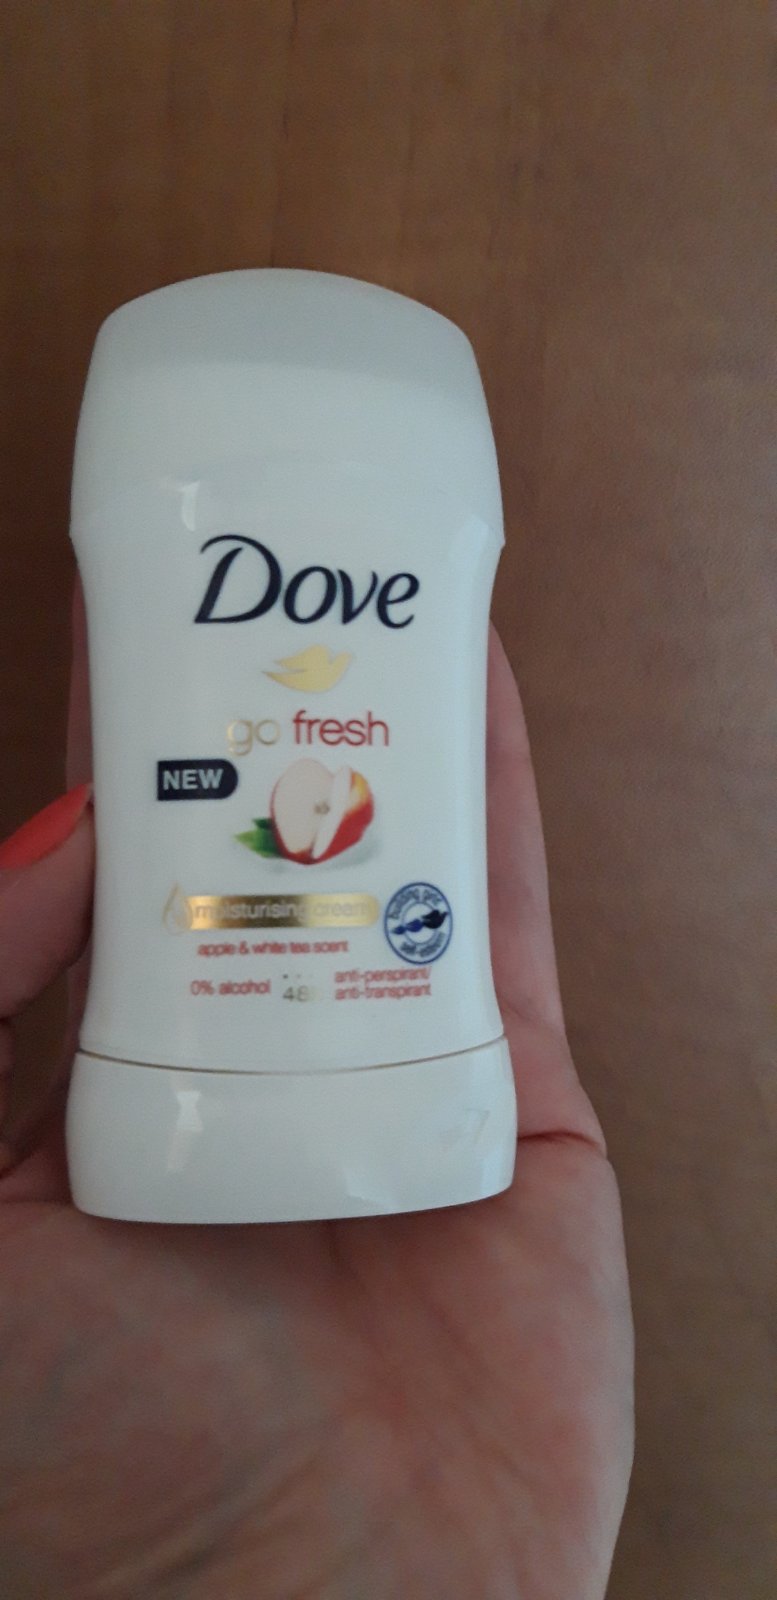 Dove
go fresh
NEW
moisturising cream
apple & white tea scent
0% alcohol
48h
anti-perspirant/
anti-transpirant